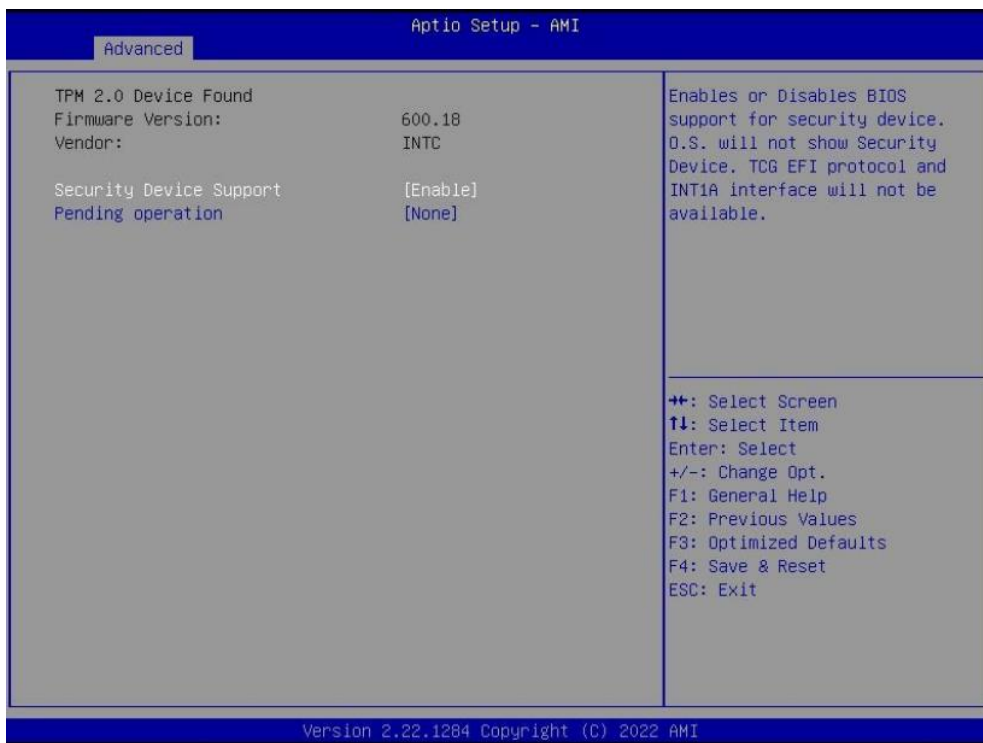 Aptio Setup - AMI
Advanced
TPM 2.0 Device Found
Firmware Version: 600.18
Vendor: INTC
Security Device Support [Enable]
Pending operation [None]
Enables or Disables BIOS
support for security device.
O.S. will not show Security
Device. TCG EFI protocol and
INT1A interface will not be
available.
→←: Select Screen
↑↓: Select Item
Enter: Select
+/-: Change Opt.
F1: General Help
F2: Previous Values
F3: Optimized Defaults
F4: Save & Reset
ESC: Exit
Version 2.22.1284 Copyright (C) 2022 AMI